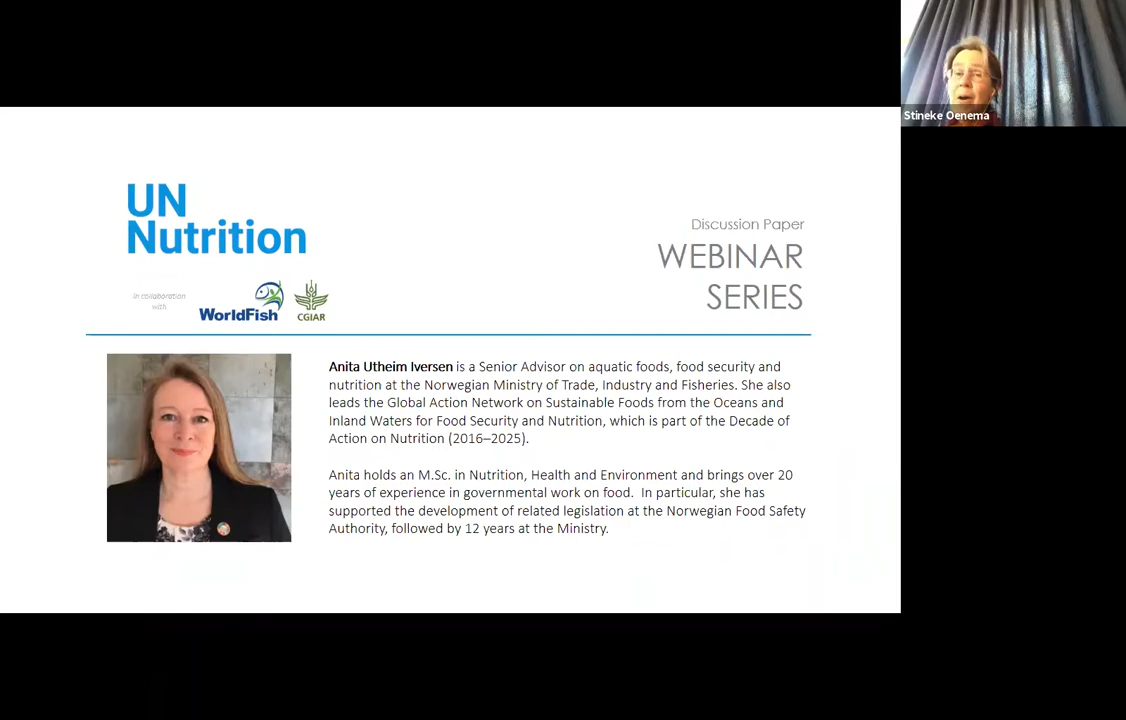 Stineke Oenema
UN
Nutrition
Discussion Paper
WEBINAR
SERIES
in collaboration
with
WorldFish
CGIAR
Anita Utheim Iversen is a Senior Advisor on aquatic foods, food security and
nutrition at the Norwegian Ministry of Trade, Industry and Fisheries. She also
leads the Global Action Network on Sustainable Foods from the Oceans and
Inland Waters for Food Security and Nutrition, which is part of the Decade of
Action on Nutrition (2016–2025).
Anita holds an M.Sc. in Nutrition, Health and Environment and brings over 20
years of experience in governmental work on food. In particular, she has
supported the development of related legislation at the Norwegian Food Safety
Authority, followed by 12 years at the Ministry.